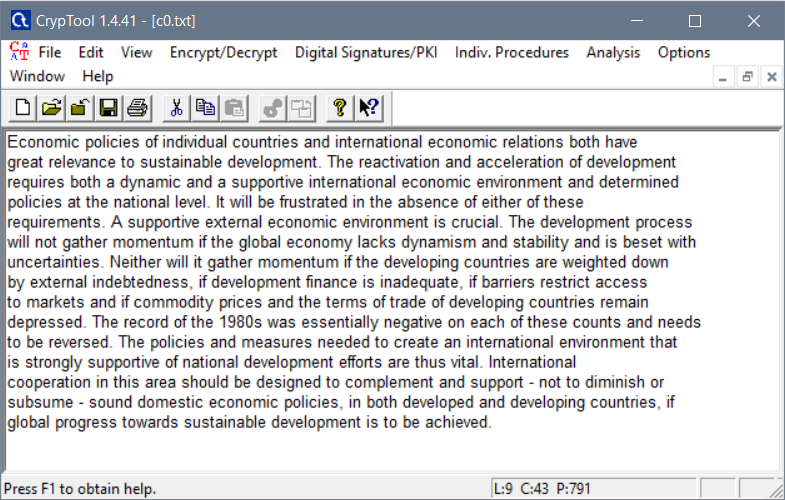 CrypTool 1.4.41 - [c0.txt]
File Edit View Encrypt/Decrypt Digital Signatures/PKI Indiv. Procedures Analysis Options
Window Help
Economic policies of individual countries and international economic relations both have
great relevance to sustainable development. The reactivation and acceleration of development
requires both a dynamic and a supportive international economic environment and determined
policies at the national level. It will be frustrated in the absence of either of these
requirements. A supportive external economic environment is crucial. The development process
will not gather momentum if the global economy lacks dynamism and stability and is beset with
uncertainties. Neither will it gather momentum if the developing countries are weighted down
by external indebtedness, if development finance is inadequate, if barriers restrict access
to markets and if commodity prices and the terms of trade of developing countries remain
depressed. The record of the 1980s was essentially negative on each of these counts and needs
to be reversed. The policies and measures needed to create an international environment that
is strongly supportive of national development efforts are thus vital. International
cooperation in this area should be designed to complement and support - not to diminish or
subsume - sound domestic economic policies, in both developed and developing countries, if
global progress towards sustainable development is to be achieved.
Press F1 to obtain help. L:9 C:43 P:791